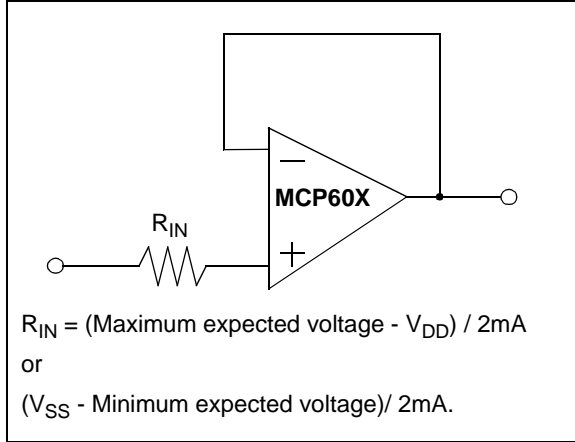 −
MCP60X
R_IN
+
R_IN = (Maximum expected voltage - V_DD) / 2mA
or
(V_SS - Minimum expected voltage)/ 2mA.